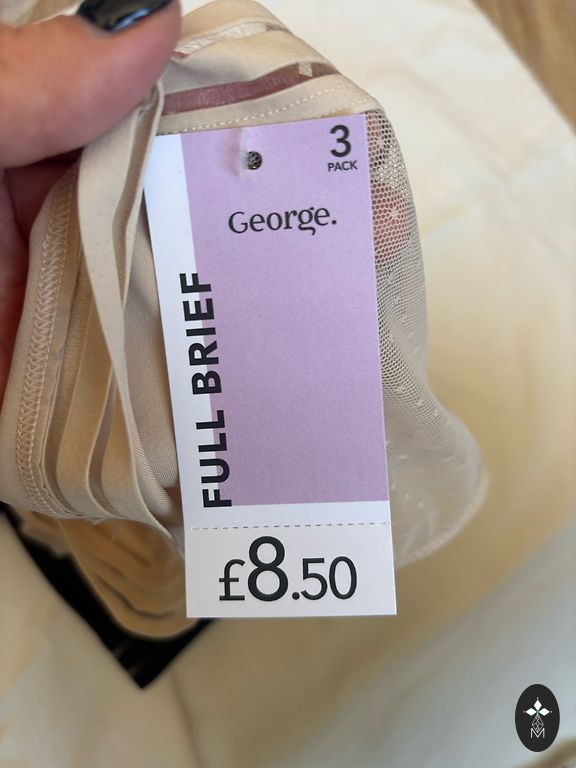 3
PACK
George.
FULL BRIEF
£8.50
M